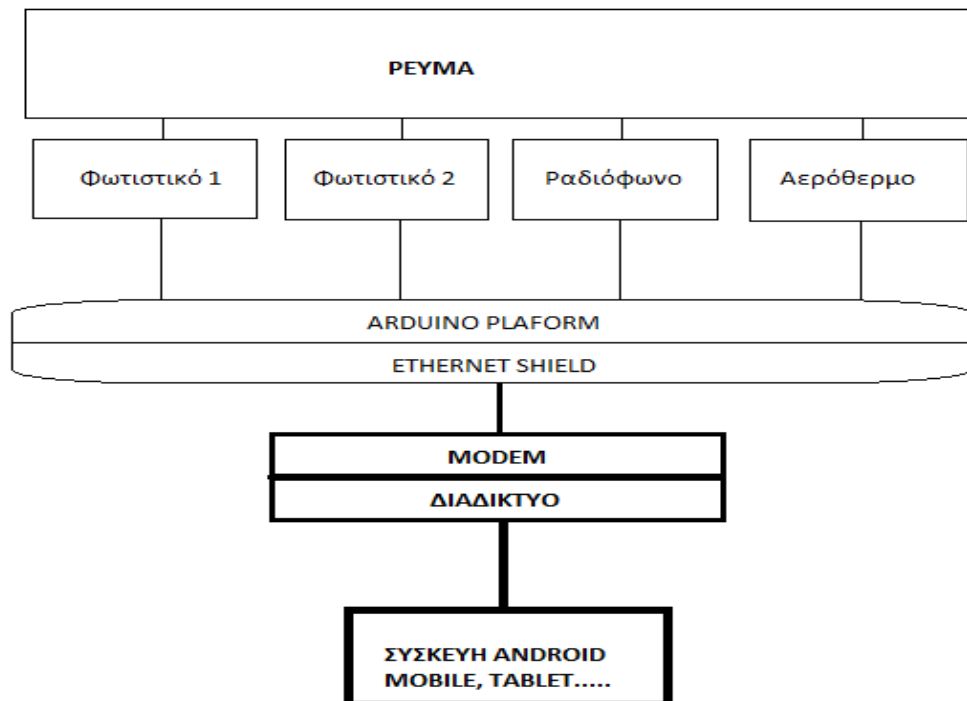 ΡΕΥΜΑ
Φωτιστικό 1
Φωτιστικό 2
Ραδιόφωνο
Αερόθερμο
ARDUINO PLAFORM
ETHERNET SHIELD
MODEM
ΔΙΑΔΙΚΤΥΟ
ΣΥΣΚΕΥΗ ANDROID
MOBILE, TABLET.....